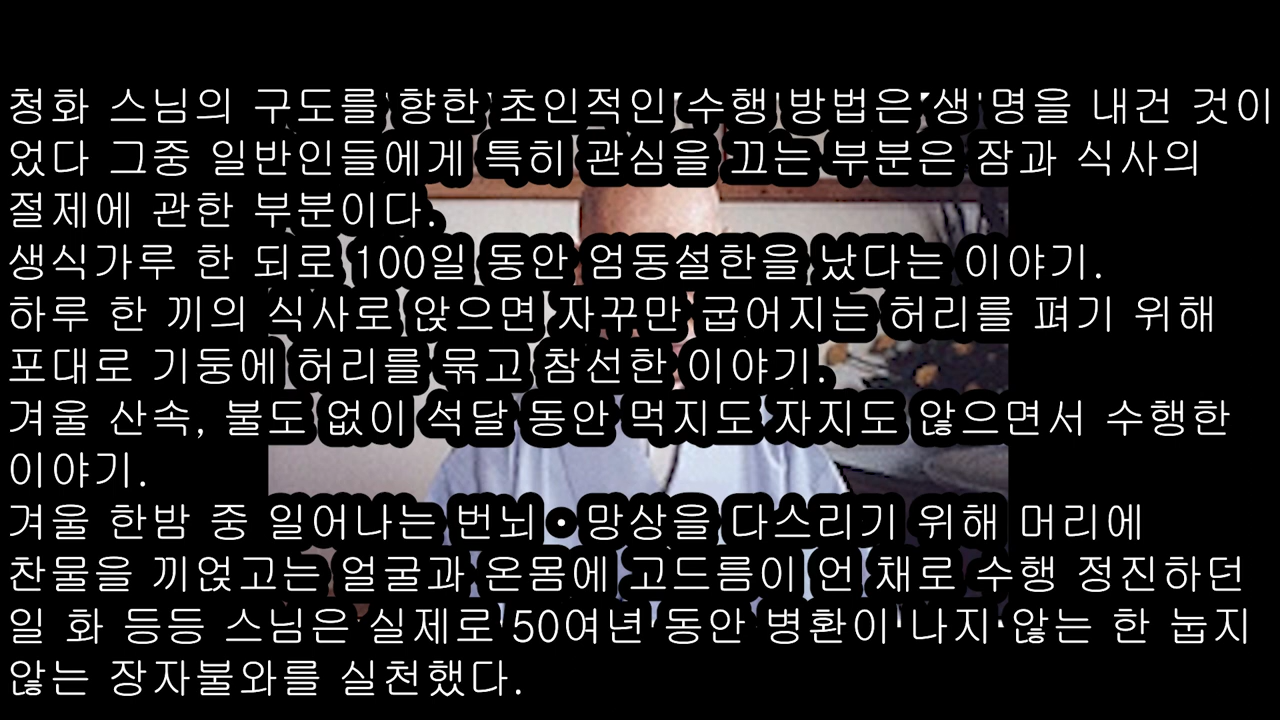 청화 스님의 구도를 향한 초인적인 수행 방법은 생 명을 내건 것이
었다 그중 일반인들에게 특히 관심을 끄는 부분은 잠과 식사의
절제에 관한 부분이다.
생식가루 한 되로 100일 동안 엄동설한을 났다는 이야기.
하루 한 끼의 식사로 앉으면 자꾸만 굽어지는 허리를 펴기 위해
포대로 기둥에 허리를 묶고 참선한 이야기.
겨울 산속, 불도 없이 석달 동안 먹지도 자지도 않으면서 수행한
이야기.
겨울 한밤 중 일어나는 번뇌•망상을 다스리기 위해 머리에
찬물을 끼얹고는 얼굴과 온몸에 고드름이 언 채로 수행 정진하던
일 화 등등 스님은 실제로 50여년 동안 병환이 나지 않는 한 눕지
않는 장자불와를 실천했다.